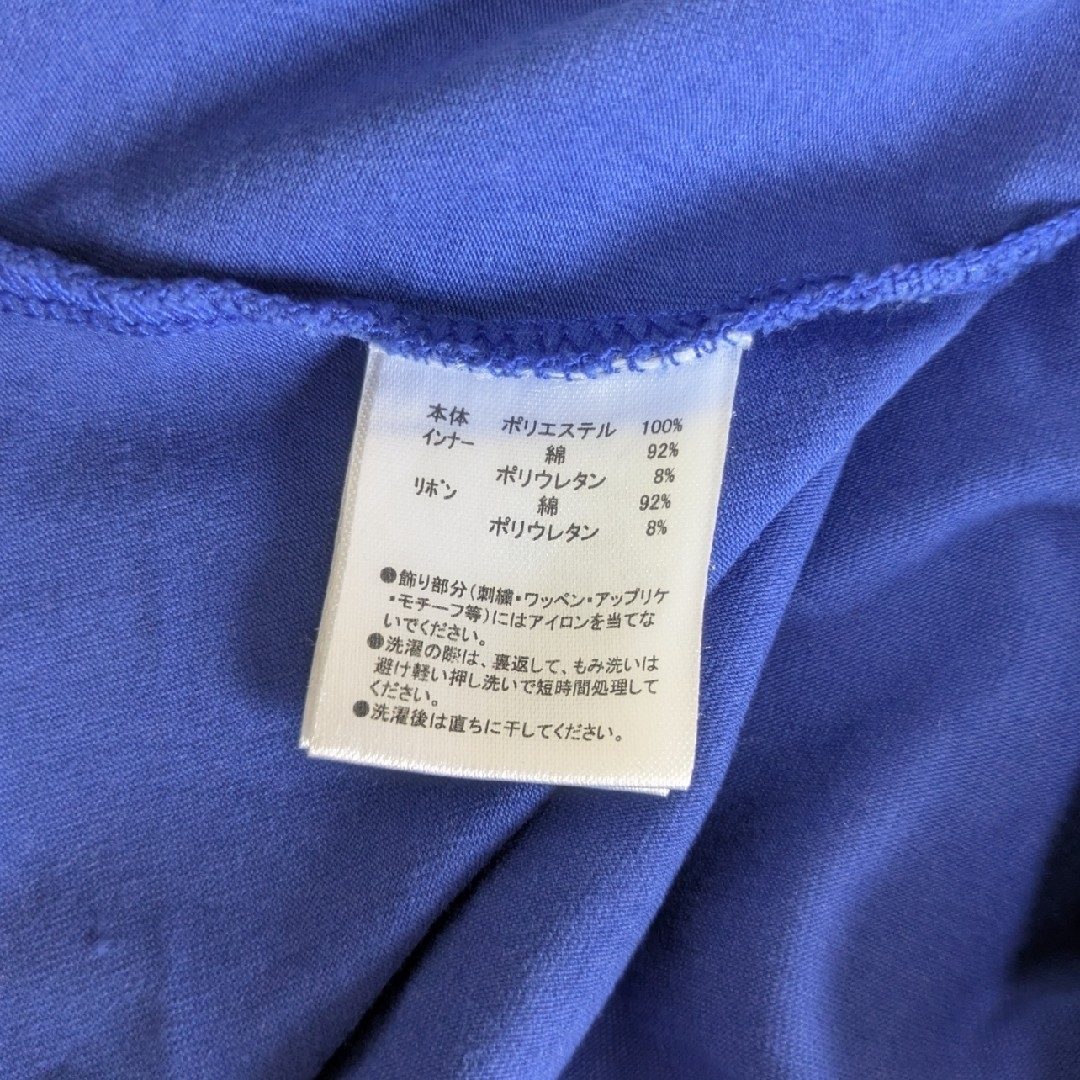 本体 ポリエステル 100%
インナー 綿 92%
ポリウレタン 8%
リボン 綿 92%
ポリウレタン 8%
●飾り部分(刺繍・ワッペン・アップリケ
・モチーフ等)にはアイロンを当てな
いでください。
●洗濯の際は、裏返して、もみ洗いは
避け軽い押し洗いで短時間処理して
ください。
●洗濯後は直ちに干してください。